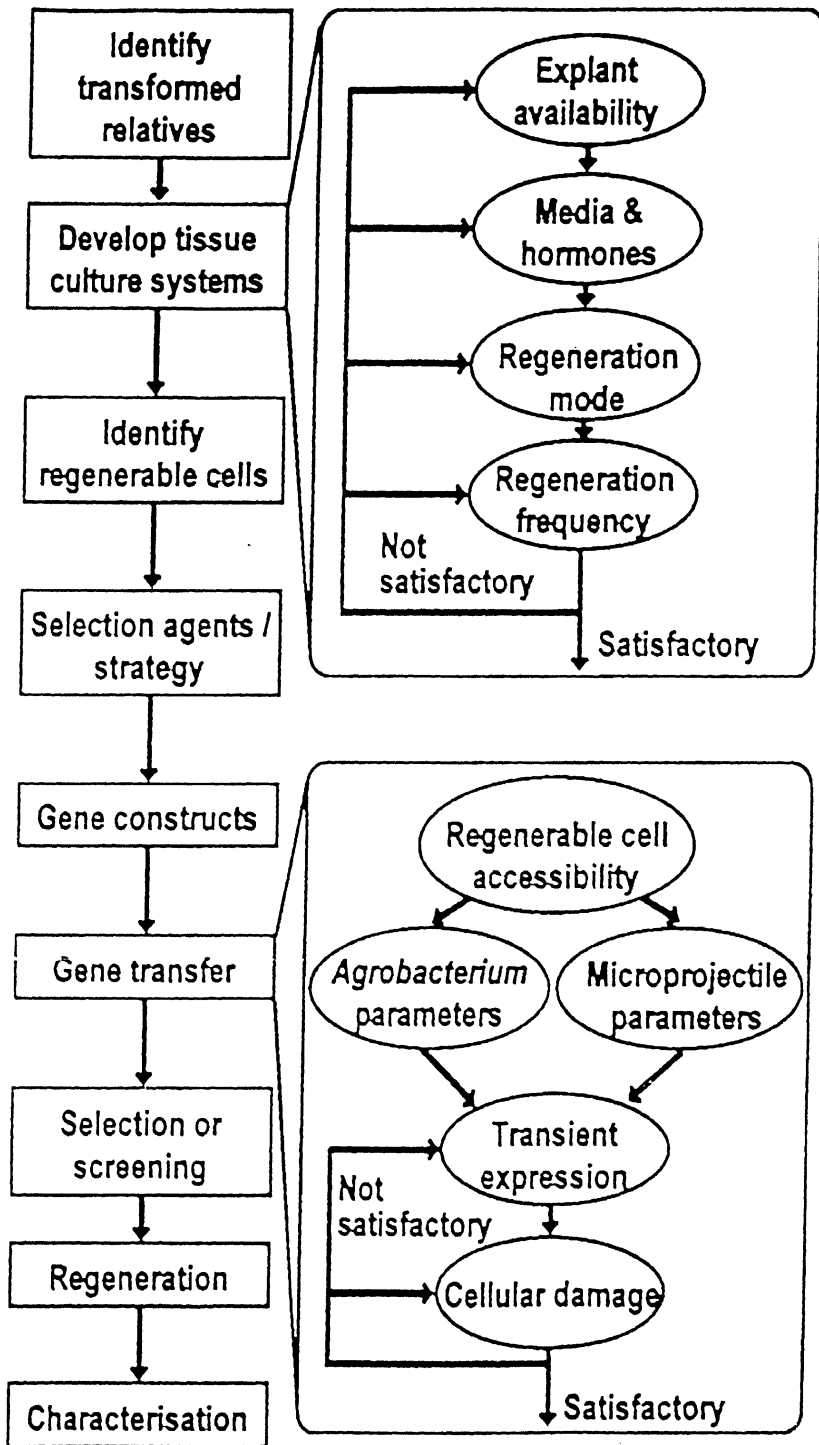 Identify
transformed
relatives
Develop tissue
culture systems
Identify
regenerable cells
Selection agents /
strategy
Gene constructs
Gene transfer
Selection or
screening
Regeneration
Characterisation
Explant
availability
Media &
hormones
Regeneration
mode
Regeneration
frequency
Not
satisfactory
Satisfactory
Regenerable cell
accessibility
Agrobacterium
parameters
Microprojectile
parameters
Transient
expression
Not
satisfactory
Cellular damage
Satisfactory